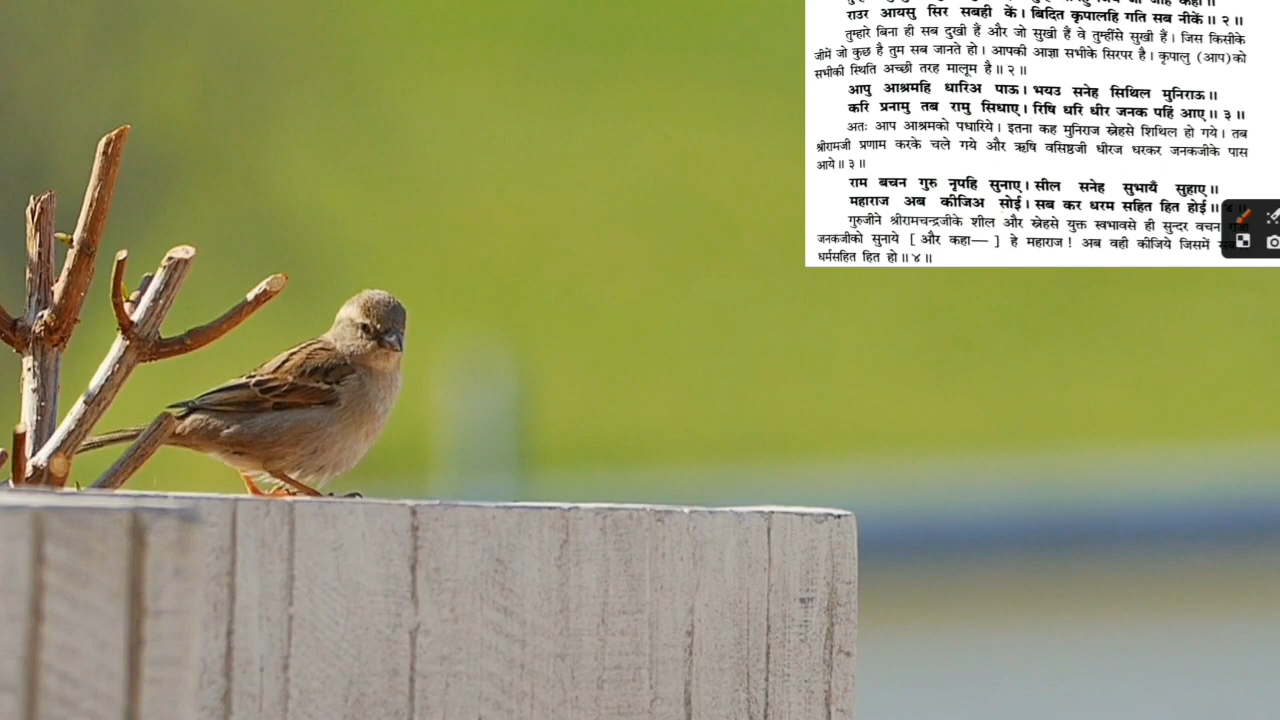 राउर आयसु सिर सबही कें। बिदित कृपालहि गति सब नीकें॥ २॥
तुम्हारे बिना ही सब दुखी हैं और जो सुखी हैं वे तुम्हींसे सुखी हैं। जिस किसीके
जीमें जो कुछ है तुम सब जानते हो। आपकी आज्ञा सभीके सिरपर है। कृपालु (आप)को
सभीकी स्थिति अच्छी तरह मालूम है॥ २॥
आपु आश्रमहि धारिअ पाऊ। भयउ सनेह सिथिल मुनिराऊ॥
करि प्रनामु तब रामु सिधाए। रिषि धरि धीर जनक पहिं आए॥ ३॥
अतः आप आश्रमको पधारिये। इतना कह मुनिराज स्नेहसे शिथिल हो गये। तब
श्रीरामजी प्रणाम करके चले गये और ऋषि वसिष्ठजी धीरज धरकर जनकजीके पास
आये॥ ३॥
राम बचन गुरु नृपहि सुनाए। सील सनेह सुभायँ सुहाए॥
महाराज अब कीजिअ सोई। सब कर धरम सहित हित होई॥ ४॥
गुरुजीने श्रीरामचन्द्रजीके शील और स्नेहसे युक्त स्वभावसे ही सुन्दर वचन राजा
जनकजीको सुनाये [ और कहा— ] हे महाराज! अब वही कीजिये जिसमें
धर्मसहित हित हो॥ ४॥